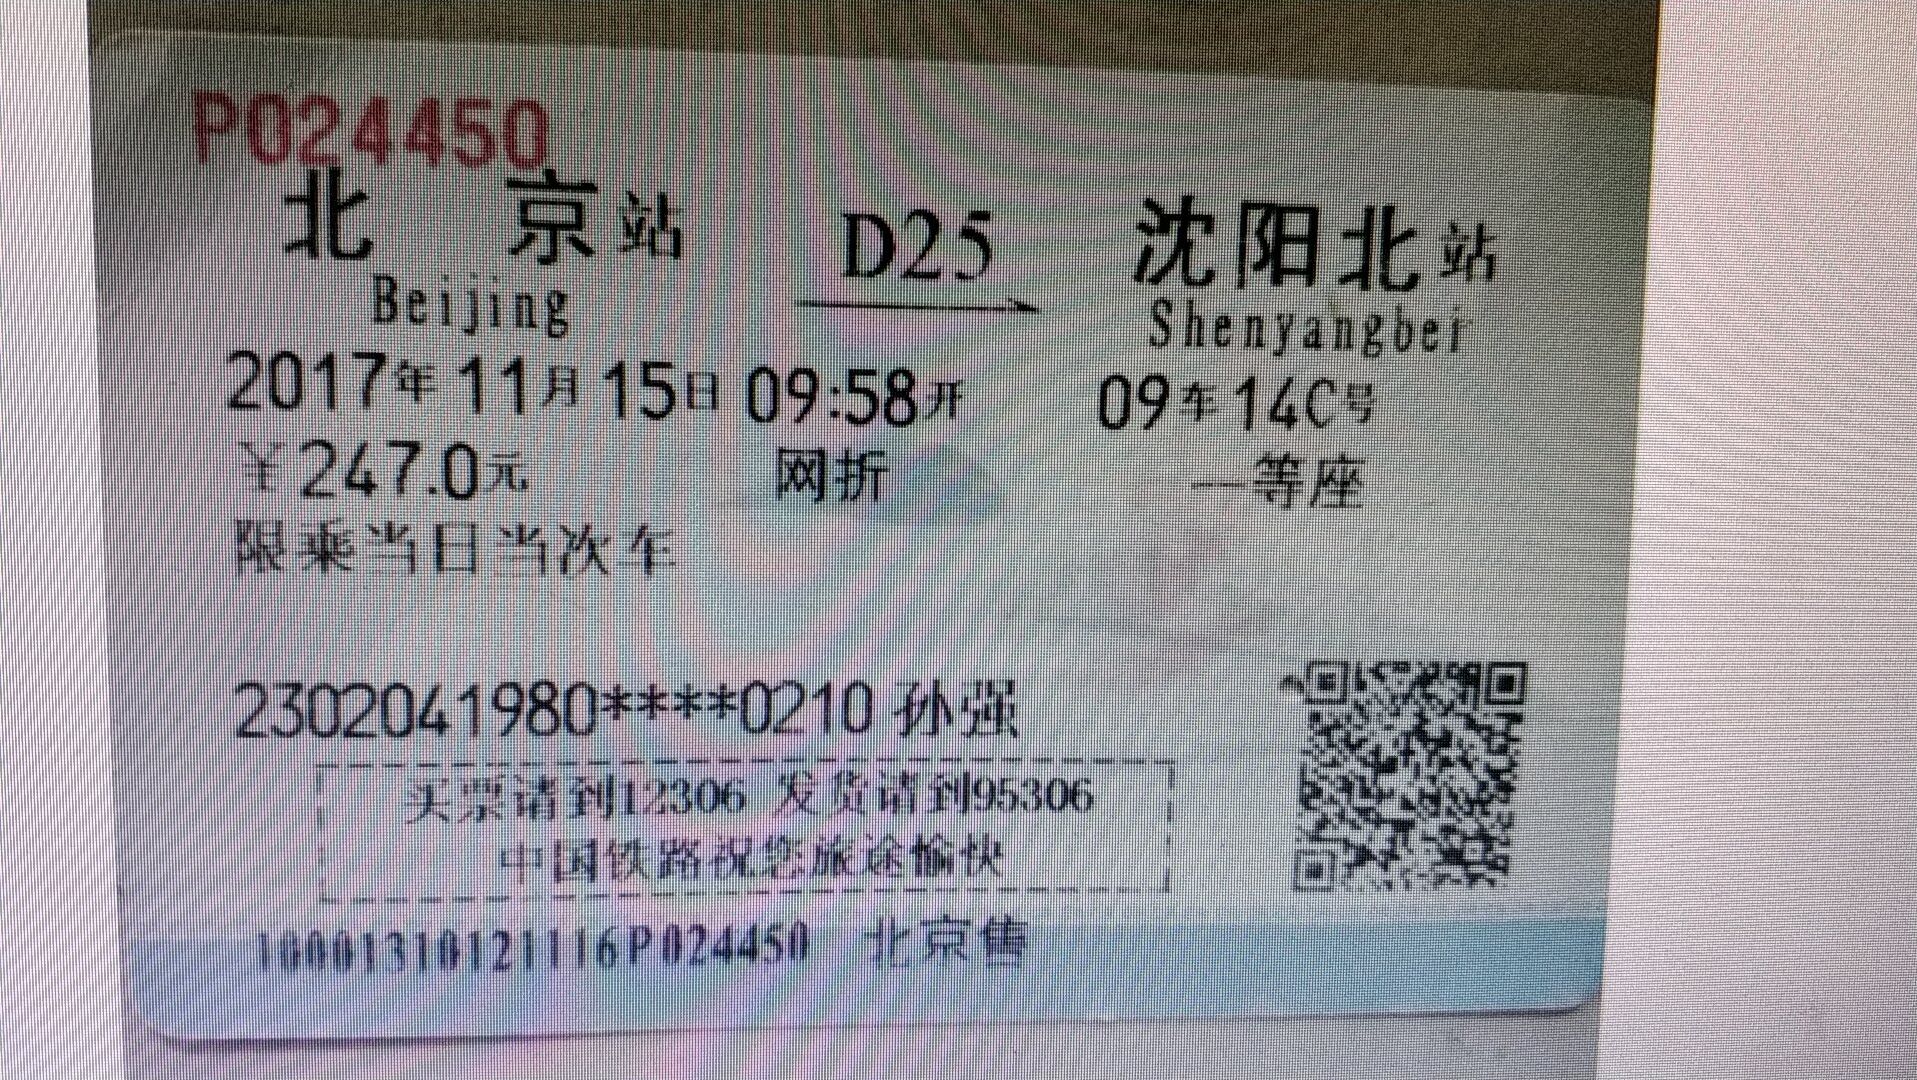 P024450
北京站 D25 沈阳北站
Beijing Shenyangbei
2017年11月15日 09:58开 09车14C号
¥247.0元 网折 一等座
限乘当日当次车
2302041980****0210 孙强
买票请到12306 发货请到95306
中国铁路祝您旅途愉快
10001310121116P024450 北京售